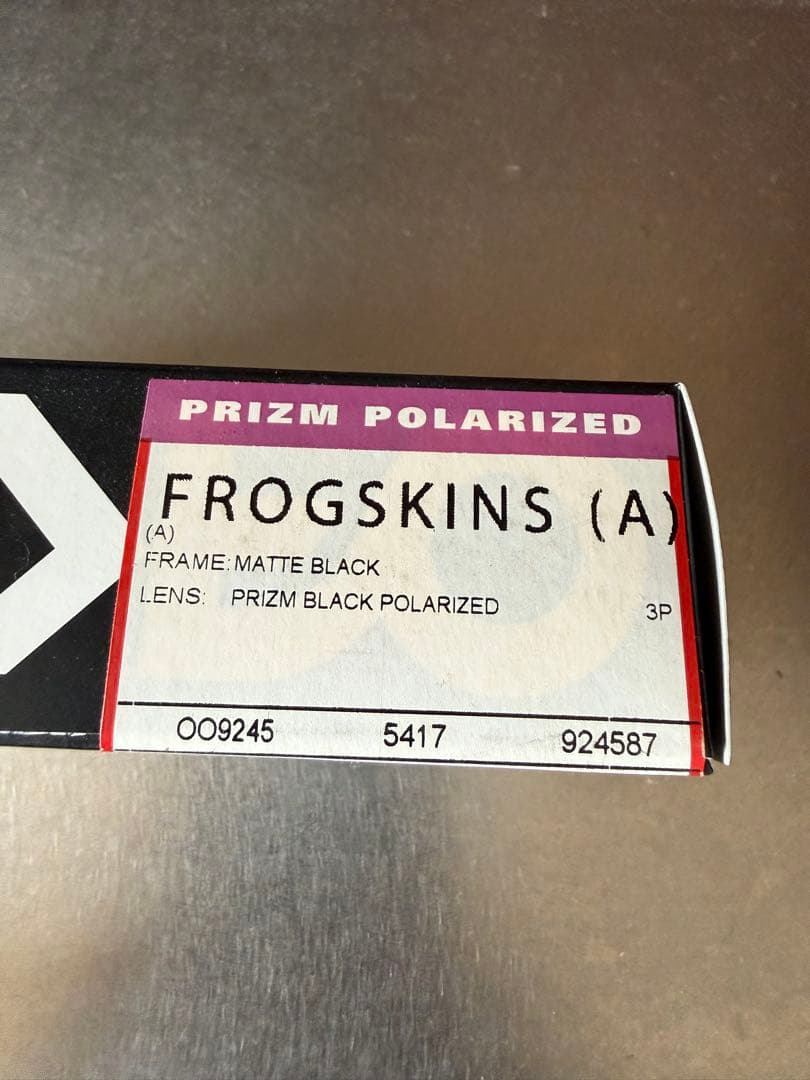 PRIZM POLARIZED
FROGSKINS (A)
(A)
FRAME: MATTE BLACK
LENS: PRIZM BLACK POLARIZED 3P
OO9245 5417 924587